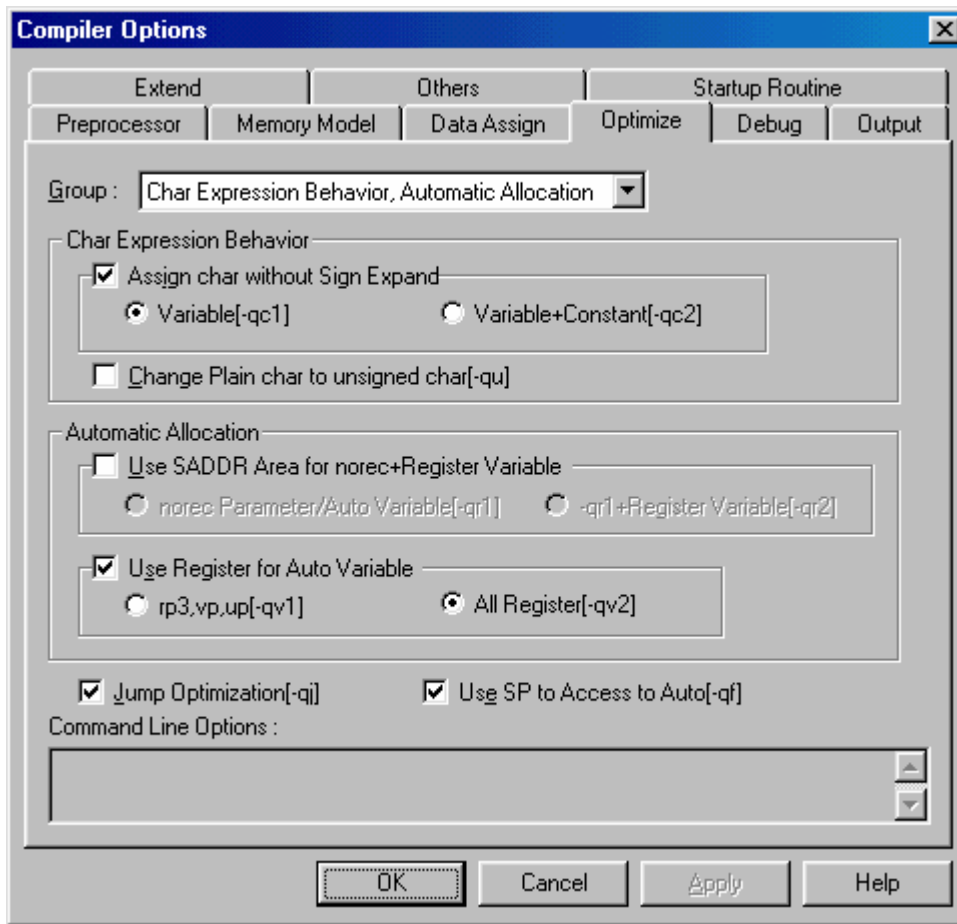 Compiler Options
Extend Others Startup Routine
Preprocessor Memory Model Data Assign Optimize Debug Output
Group : Char Expression Behavior, Automatic Allocation
Char Expression Behavior
Assign char without Sign Expand
Variable[-qc1] Variable+Constant[-qc2]
Change Plain char to unsigned char[-qu]
Automatic Allocation
Use SADDR Area for norec+Register Variable
norec Parameter/Auto Variable[-qr1] -qr1+Register Variable[-qr2]
Use Register for Auto Variable
rp3,vp,up[-qv1] All Register[-qv2]
Jump Optimization[-qj] Use SP to Access to Auto[-qf]
Command Line Options :
OK Cancel Apply Help